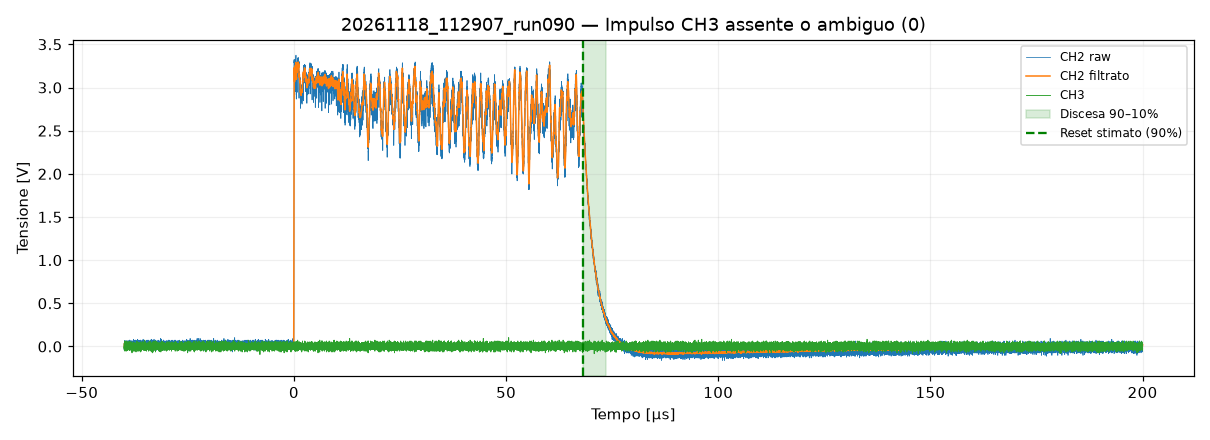 20261118_112907_run090 — Impulso CH3 assente o ambiguo (0)
3.5
3.0
2.5
2.0
1.5
1.0
0.5
0.0
Tensione [V]
CH2 raw
CH2 filtrato
CH3
Discesa 90–10%
Reset stimato (90%)
−50
0
50
100
150
200
Tempo [µs]